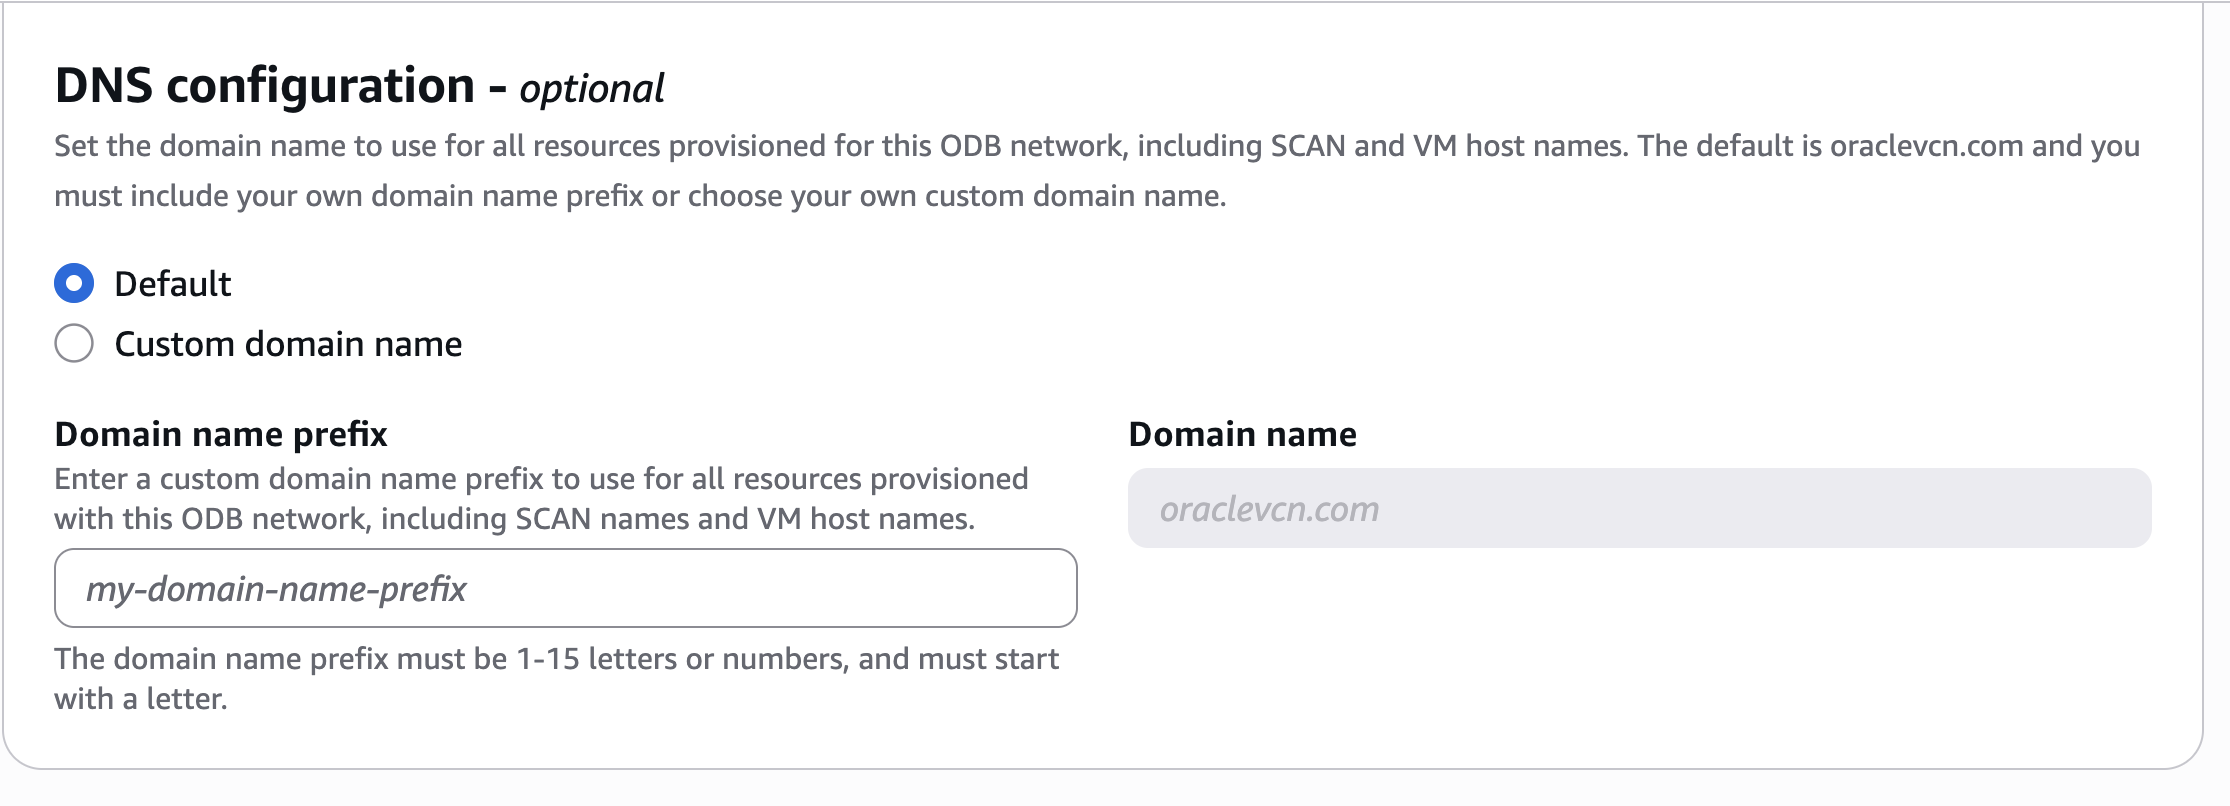 DNS configuration - optional
Set the domain name to use for all resources provisioned for this ODB network, including SCAN and VM host names. The default is oraclevcn.com and you
must include your own domain name prefix or choose your own custom domain name.
Default
Custom domain name
Domain name prefix
Enter a custom domain name prefix to use for all resources provisioned
with this ODB network, including SCAN names and VM host names.
my-domain-name-prefix
The domain name prefix must be 1-15 letters or numbers, and must start
with a letter.
Domain name
oraclevcn.com